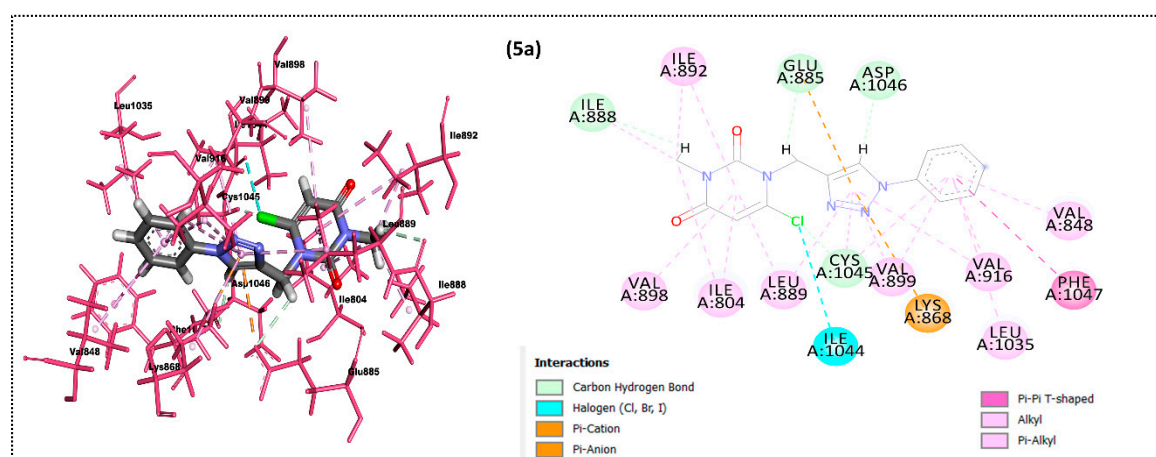 (5a)
Val898
Leu1035
Val899
Ile892
Val916
Cys1045
Leu889
Asp1046
Ile804
Ile888
Val848
Lys868
Glu885
ILE
A:892
GLU
A:885
ASP
A:1046
ILE
A:888
H
H
H
O
O
N
N
N
N
N
Cl
VAL
A:848
CYS
A:1045
VAL
A:899
VAL
A:916
PHE
A:1047
VAL
A:898
ILE
A:804
LEU
A:889
LYS
A:868
ILE
A:1044
LEU
A:1035
Interactions
Carbon Hydrogen Bond
Halogen (Cl, Br, I)
Pi-Cation
Pi-Anion
Pi-Pi T-shaped
Alkyl
Pi-Alkyl